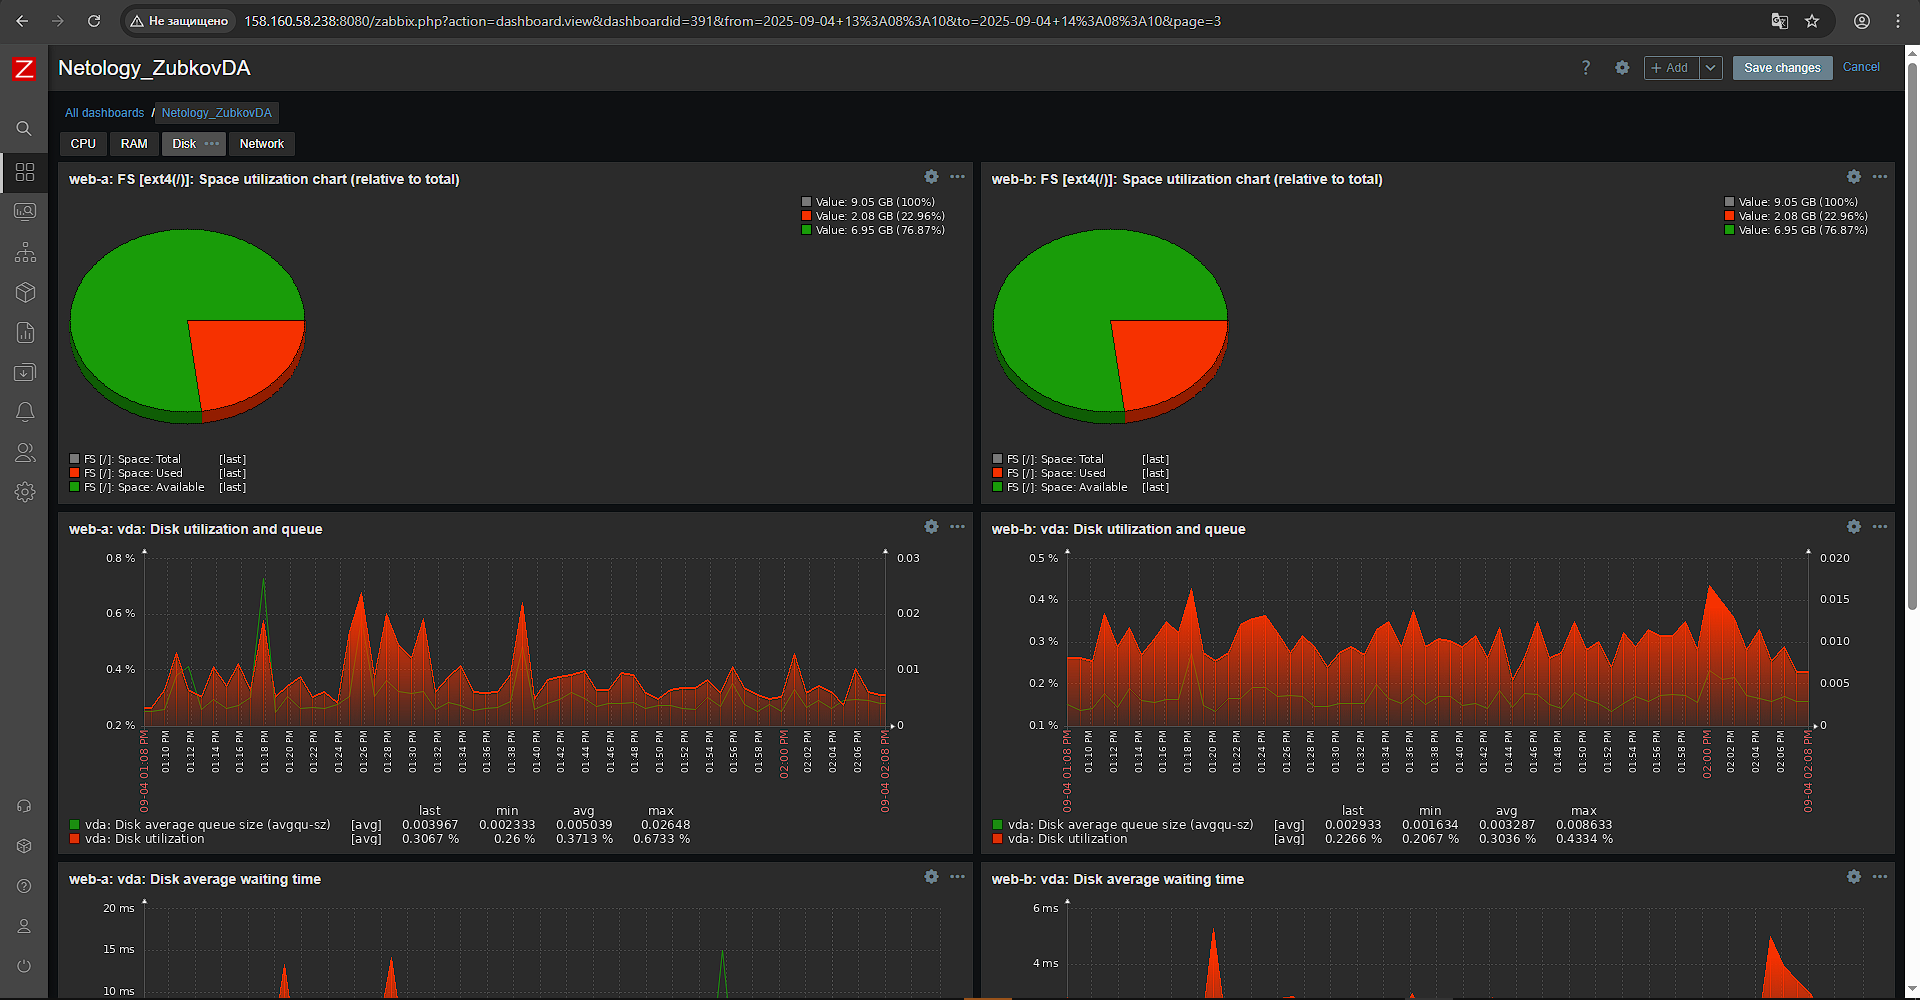 Не защищено
158.160.58.238:8080/zabbix.php?action=dashboard.view&dashboardid=391&from=2025-09-04+13%3A08%3A10&to=2025-09-04+14%3A08%3A10&page=3
Z
Netology_ZubkovDA
? + Add Save changes Cancel
All dashboards / Netology_ZubkovDA
CPU RAM Disk ••• Network
web-a: FS [ext4(/)]: Space utilization chart (relative to total)
Value: 9.05 GB (100%)
Value: 2.08 GB (22.96%)
Value: 6.95 GB (76.87%)
FS [/]: Space: Total [last]
FS [/]: Space: Used [last]
FS [/]: Space: Available [last]
web-b: FS [ext4(/)]: Space utilization chart (relative to total)
Value: 9.05 GB (100%)
Value: 2.08 GB (22.96%)
Value: 6.95 GB (76.87%)
FS [/]: Space: Total [last]
FS [/]: Space: Used [last]
FS [/]: Space: Available [last]
web-a: vda: Disk utilization and queue
0.8 % 0.03
0.6 % 0.02
0.4 % 0.01
0.2 % 0
09-04 01:08 PM 01:10 PM 01:12 PM 01:14 PM 01:16 PM 01:18 PM 01:20 PM 01:22 PM 01:24 PM 01:26 PM 01:28 PM 01:30 PM 01:32 PM 01:34 PM 01:36 PM 01:38 PM 01:40 PM 01:42 PM 01:44 PM 01:46 PM 01:48 PM 01:50 PM 01:52 PM 01:54 PM 01:56 PM 01:58 PM 02:00 PM 02:02 PM 02:04 PM 02:06 PM 09-04 02:08 PM
last min avg max
vda: Disk average queue size (avgqu-sz) [avg] 0.003967 0.002333 0.005039 0.02648
vda: Disk utilization [avg] 0.3067 % 0.26 % 0.3713 % 0.6733 %
web-b: vda: Disk utilization and queue
0.5 % 0.020
0.4 % 0.015
0.3 % 0.010
0.2 % 0.005
0.1 % 0
09-04 01:08 PM 01:10 PM 01:12 PM 01:14 PM 01:16 PM 01:18 PM 01:20 PM 01:22 PM 01:24 PM 01:26 PM 01:28 PM 01:30 PM 01:32 PM 01:34 PM 01:36 PM 01:38 PM 01:40 PM 01:42 PM 01:44 PM 01:46 PM 01:48 PM 01:50 PM 01:52 PM 01:54 PM 01:56 PM 01:58 PM 02:00 PM 02:02 PM 02:04 PM 02:06 PM 09-04 02:08 PM
last min avg max
vda: Disk average queue size (avgqu-sz) [avg] 0.002933 0.001634 0.003287 0.008633
vda: Disk utilization [avg] 0.2266 % 0.2067 % 0.3036 % 0.4334 %
web-a: vda: Disk average waiting time
20 ms
15 ms
10 ms
web-b: vda: Disk average waiting time
6 ms
4 ms